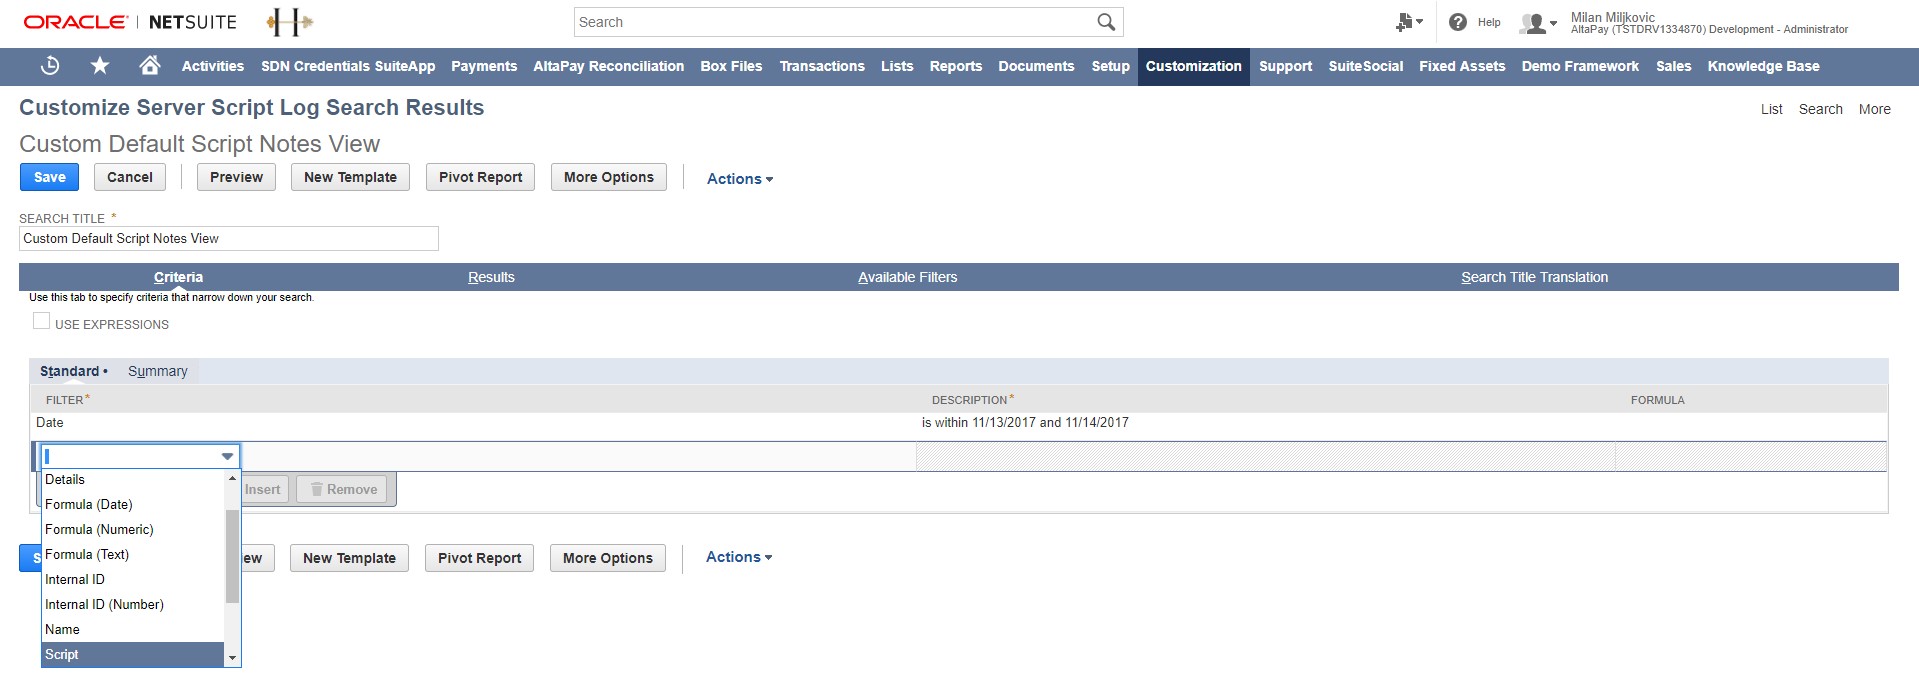 ORACLE | NETSUITE H
Search
Help
Milan Miljkovic
AltaPay (TSTDRV1334870) Development - Administrator
Activities SDN Credentials SuiteApp Payments AltaPay Reconciliation Box Files Transactions Lists Reports Documents Setup Customization Support SuiteSocial Fixed Assets Demo Framework Sales Knowledge Base
Customize Server Script Log Search Results
List Search More
Custom Default Script Notes View
Save Cancel Preview New Template Pivot Report More Options Actions
SEARCH TITLE *
Custom Default Script Notes View
Criteria Results Available Filters Search Title Translation
Use this tab to specify criteria that narrow down your search.
USE EXPRESSIONS
Standard • Summary
FILTER * DESCRIPTION * FORMULA
Date is within 11/13/2017 and 11/14/2017
Insert Remove
Details
Formula (Date)
Formula (Numeric)
Formula (Text)
Internal ID
Internal ID (Number)
Name
Script
S ew New Template Pivot Report More Options Actions